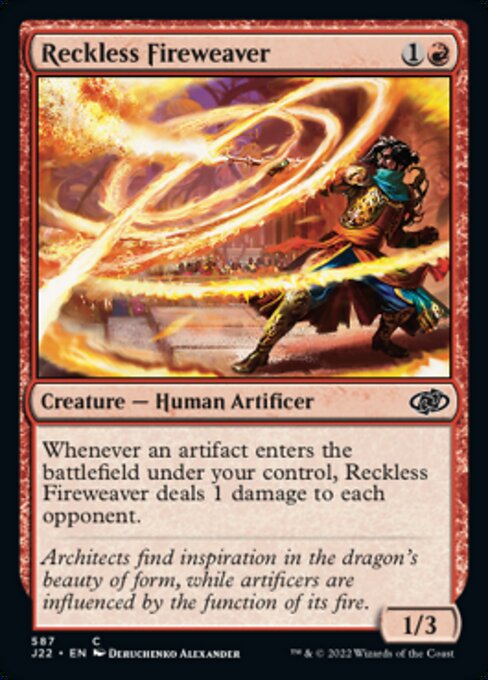 Reckless Fireweaver 1
Creature — Human Artificer
Whenever an artifact enters the
battlefield under your control, Reckless
Fireweaver deals 1 damage to each
opponent.
Architects find inspiration in the dragon's
beauty of form, while artificers are
influenced by the function of its fire.
1/3
587 C
J22 • EN Deruchenko Alexander ™ & © 2022 Wizards of the Coast